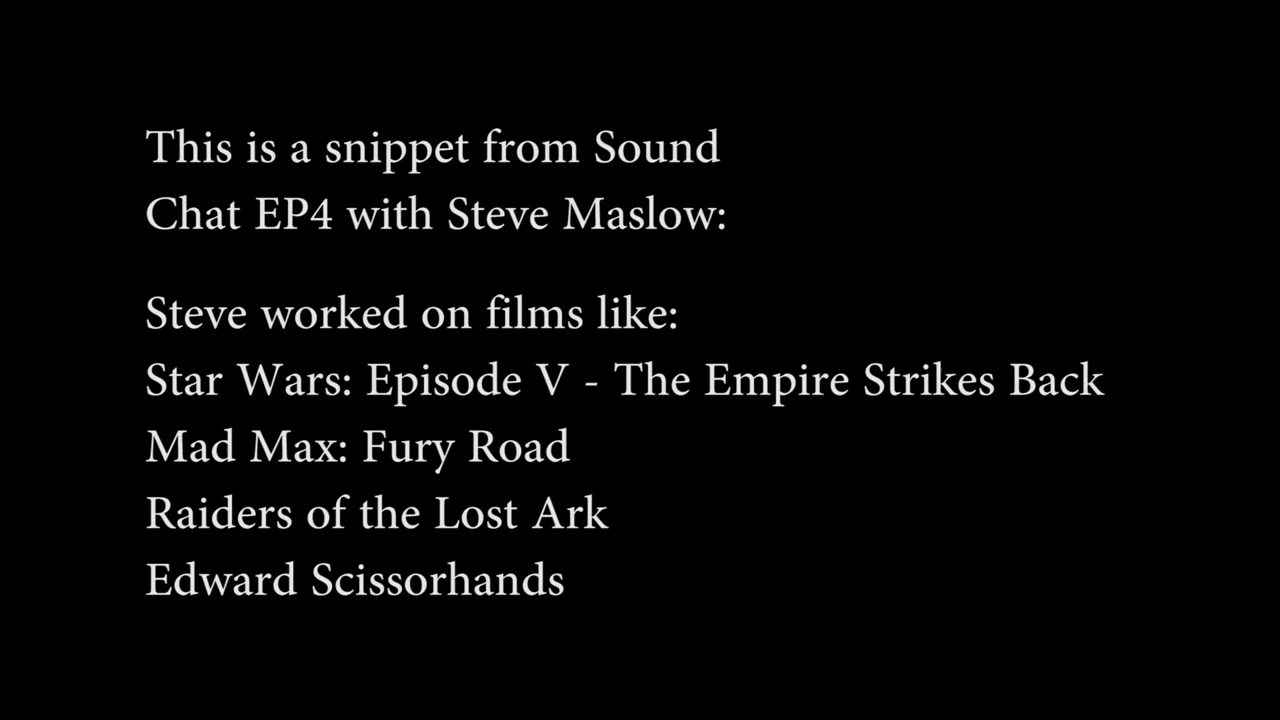 This is a snippet from Sound
Chat EP4 with Steve Maslow:
Steve worked on films like:
Star Wars: Episode V - The Empire Strikes Back
Mad Max: Fury Road
Raiders of the Lost Ark
Edward Scissorhands